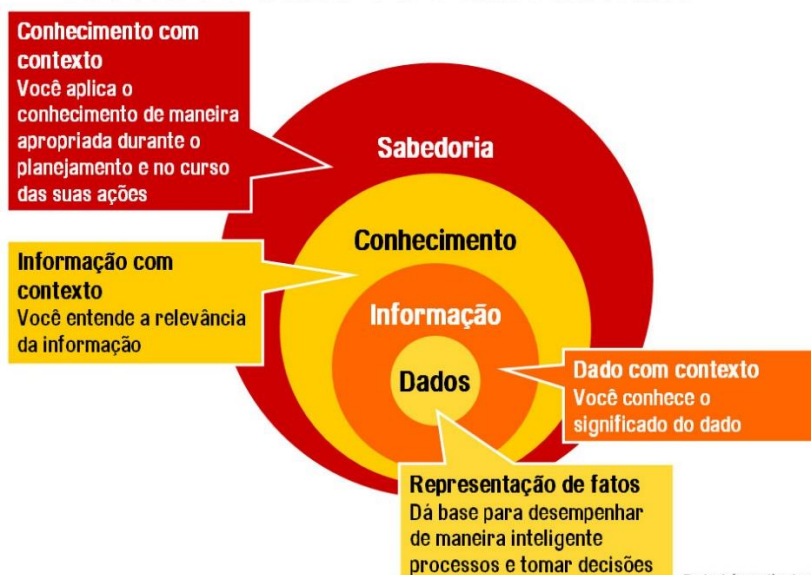 Conhecimento com
contexto
Você aplica o
conhecimento de maneira
apropriada durante o
planejamento e no curso
das suas ações
Sabedoria
Conhecimento
Informação com
contexto
Você entende a relevância
da informação
Informação
Dados
Dado com contexto
Você conhece o
significado do dado
Representação de fatos
Dá base para desempenhar
de maneira inteligente
processos e tomar decisões